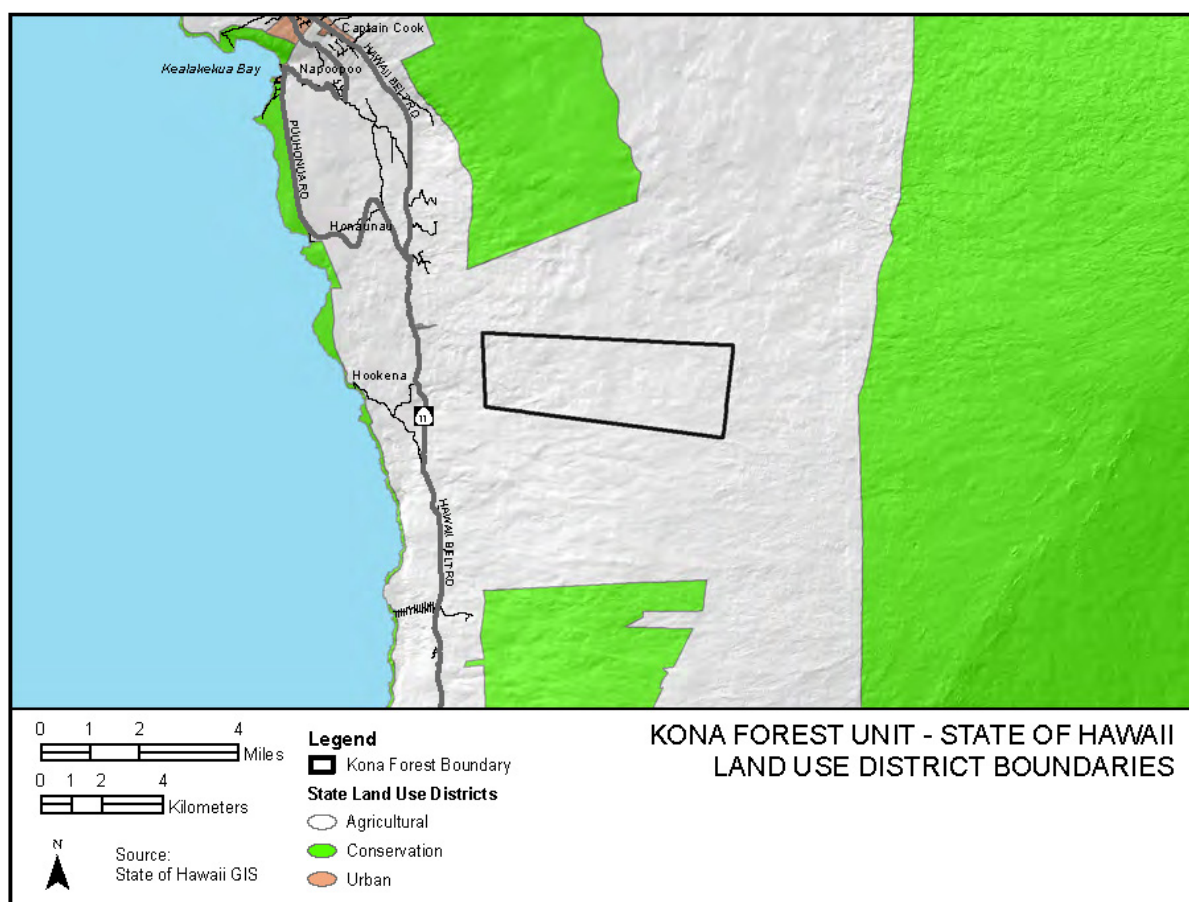 Captain Cook
Kealakekua Bay
Napoopoo
HAWAII BELT RD
PUUHONUA RD
Honaunau
Hookena
11
HAWAII BELT RD
0 1 2 4
Miles
0 1 2 4
Kilometers
N
Source:
State of Hawaii GIS
Legend
Kona Forest Boundary
State Land Use Districts
Agricultural
Conservation
Urban
KONA FOREST UNIT - STATE OF HAWAII
LAND USE DISTRICT BOUNDARIES